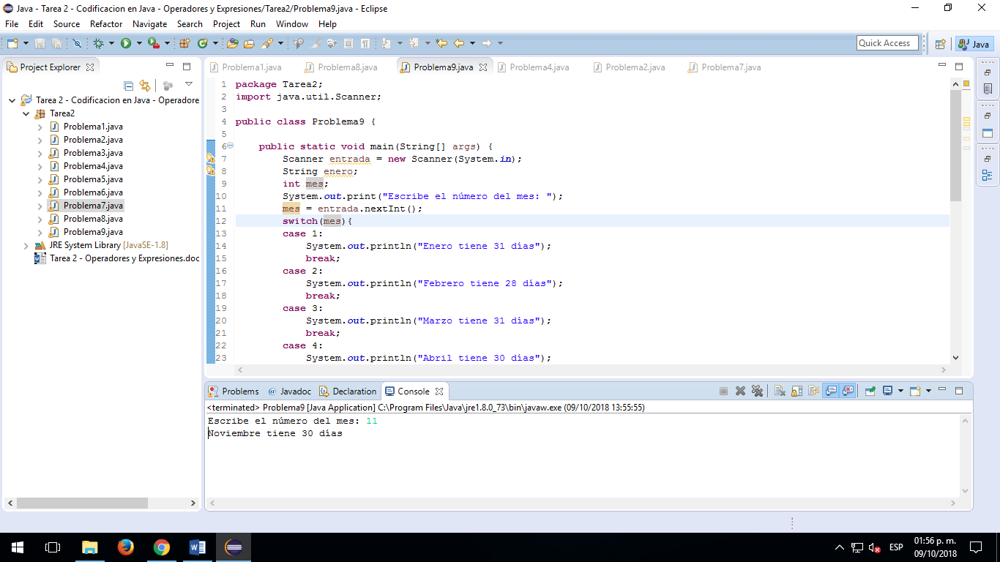 Java - Tarea 2 - Codificacion en Java - Operadores y Expresiones/Tarea2/Problema9.java - Eclipse
File Edit Source Refactor Navigate Search Project Run Window Help
Quick Access
Java
Project Explorer
Tarea 2 - Codificacion en Java - Operadore
Tarea2
Problema1.java
Problema2.java
Problema3.java
Problema4.java
Problema5.java
Problema6.java
Problema7.java
Problema8.java
Problema9.java
JRE System Library [JavaSE-1.8]
Tarea 2 - Operadores y Expresiones.doc
Problema1.java Problema8.java Problema9.java Problema4.java Problema2.java Problema7.java
1 package Tarea2;
2 import java.util.Scanner;
3
4 public class Problema9 {
5
6 public static void main(String[] args) {
7 Scanner entrada = new Scanner(System.in);
8 String enero;
9 int mes;
10 System.out.print("Escribe el número del mes: ");
11 mes = entrada.nextInt();
12 switch(mes){
13 case 1:
14 System.out.println("Enero tiene 31 días");
15 break;
16 case 2:
17 System.out.println("Febrero tiene 28 días");
18 break;
19 case 3:
20 System.out.println("Marzo tiene 31 días");
21 break;
22 case 4:
23 System.out.println("Abril tiene 30 días");
Problems Javadoc Declaration Console
<terminated> Problema9 [Java Application] C:\Program Files\Java\jre1.8.0_73\bin\javaw.exe (09/10/2018 13:55:55)
Escribe el número del mes: 11
Noviembre tiene 30 días
ESP
01:56 p. m.
09/10/2018